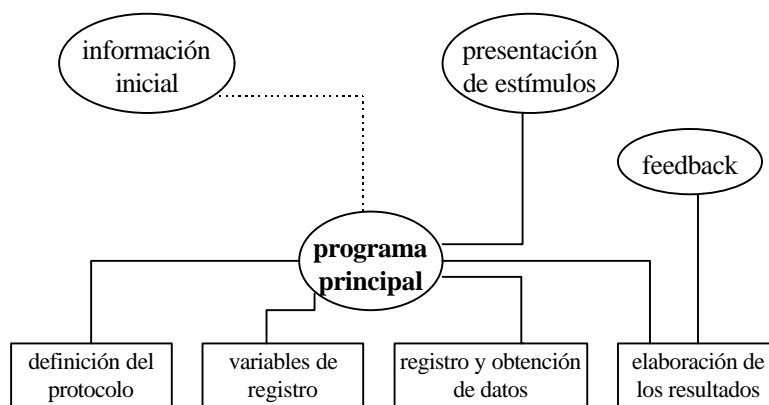 información
inicial
presentación
de estímulos
feedback
programa
principal
definición del
protocolo
variables de
registro
registro y obtención
de datos
elaboración de
los resultados